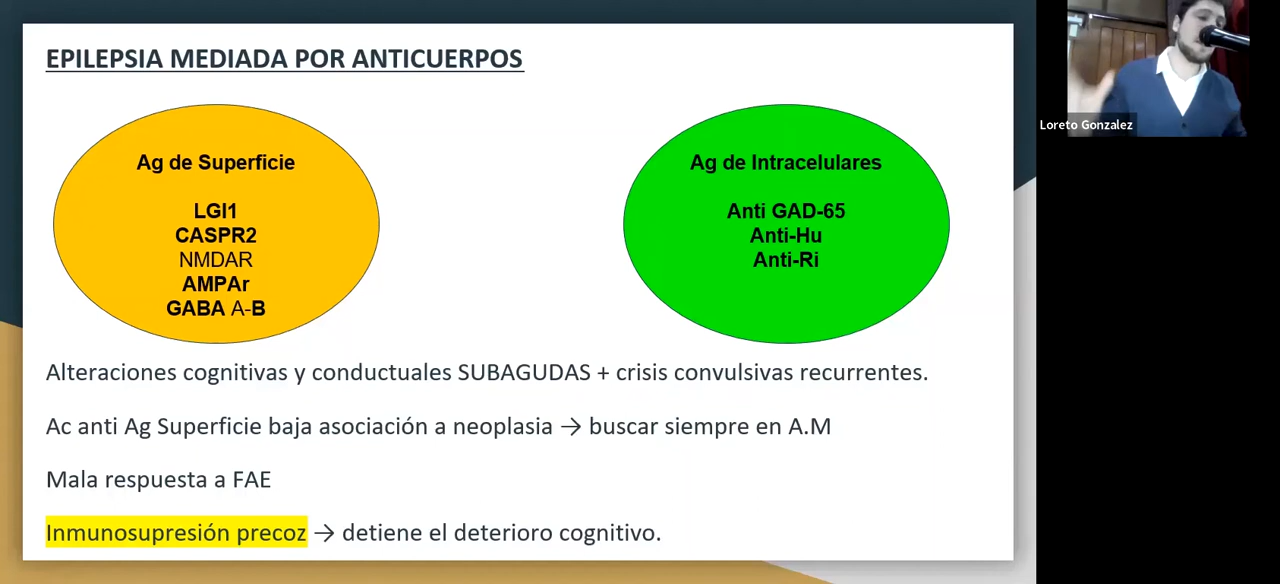 EPILEPSIA MEDIADA POR ANTICUERPOS
Ag de Superficie
LGI1
CASPR2
NMDAR
AMPAr
GABA A-B
Ag de Intracelulares
Anti GAD-65
Anti-Hu
Anti-Ri
Alteraciones cognitivas y conductuales SUBAGUDAS + crisis convulsivas recurrentes.
Ac anti Ag Superficie baja asociación a neoplasia → buscar siempre en A.M
Mala respuesta a FAE
Inmunosupresión precoz → detiene el deterioro cognitivo.
Loreto Gonzalez